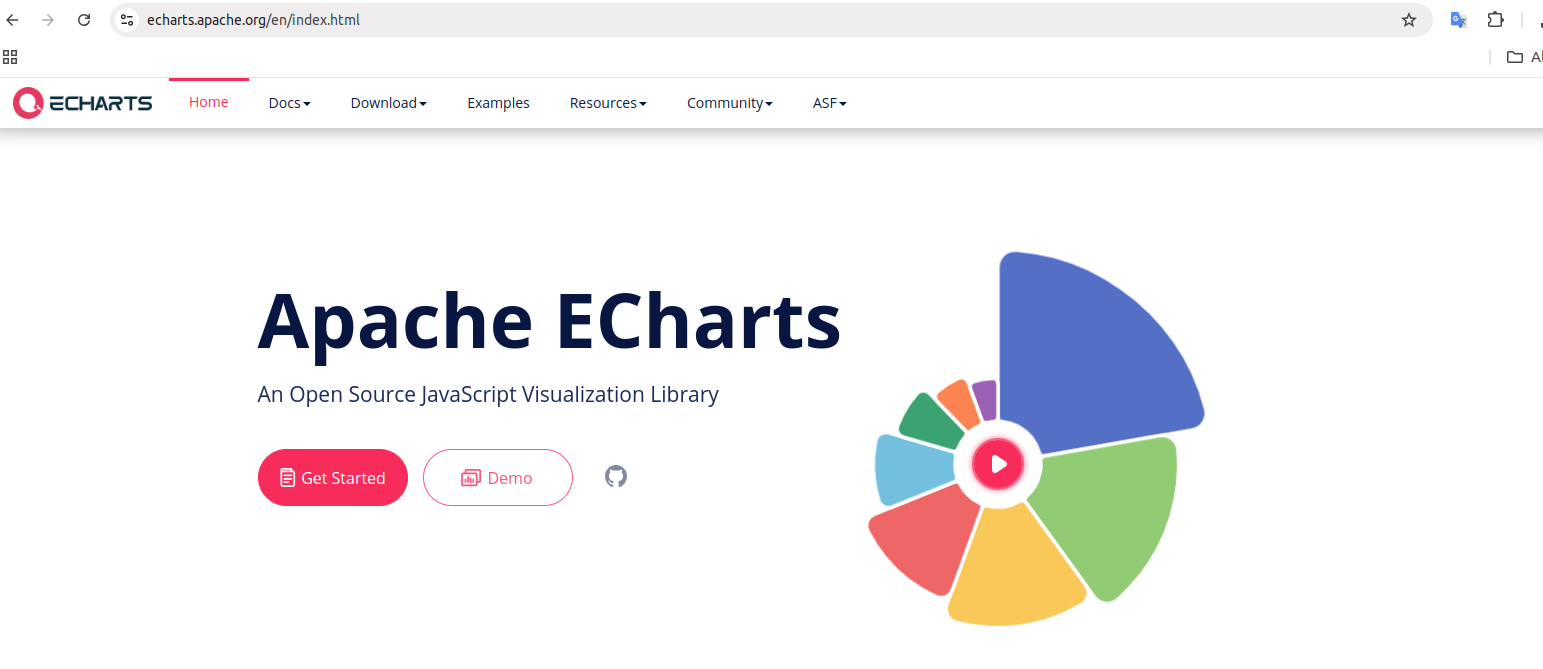 echarts.apache.org/en/index.html
ECHARTS Home Docs Download Examples Resources Community ASF
Apache ECharts
An Open Source JavaScript Visualization Library
Get Started Demo